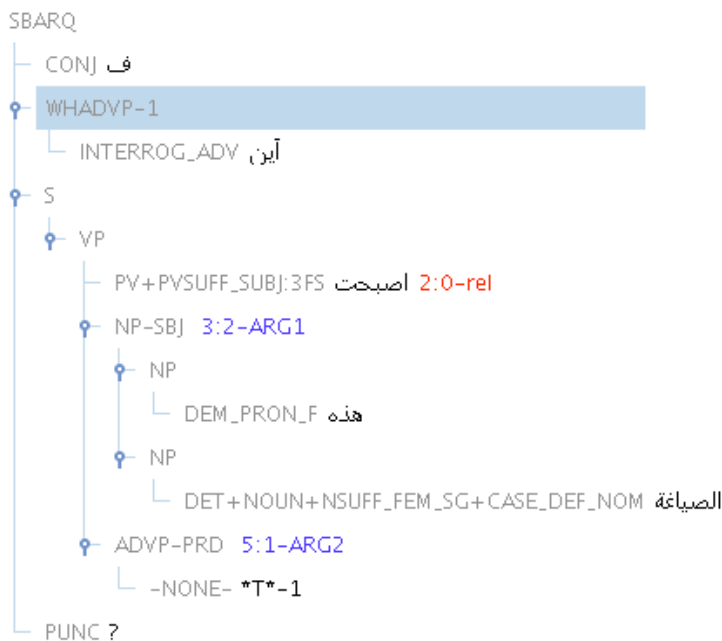 SBARQ
CONJ ف
WHADVP-1
INTERROG_ADV آين
S
VP
PV+PVSUFF_SUBJ:3FS اصبحت 2:0-rel
NP-SBJ 3:2-ARG1
NP
DEM_PRON_F هذه
NP
DET+NOUN+NSUFF_FEM_SG+CASE_DEF_NOM الصياغة
ADVP-PRD 5:1-ARG2
-NONE- *T*-1
PUNC ?